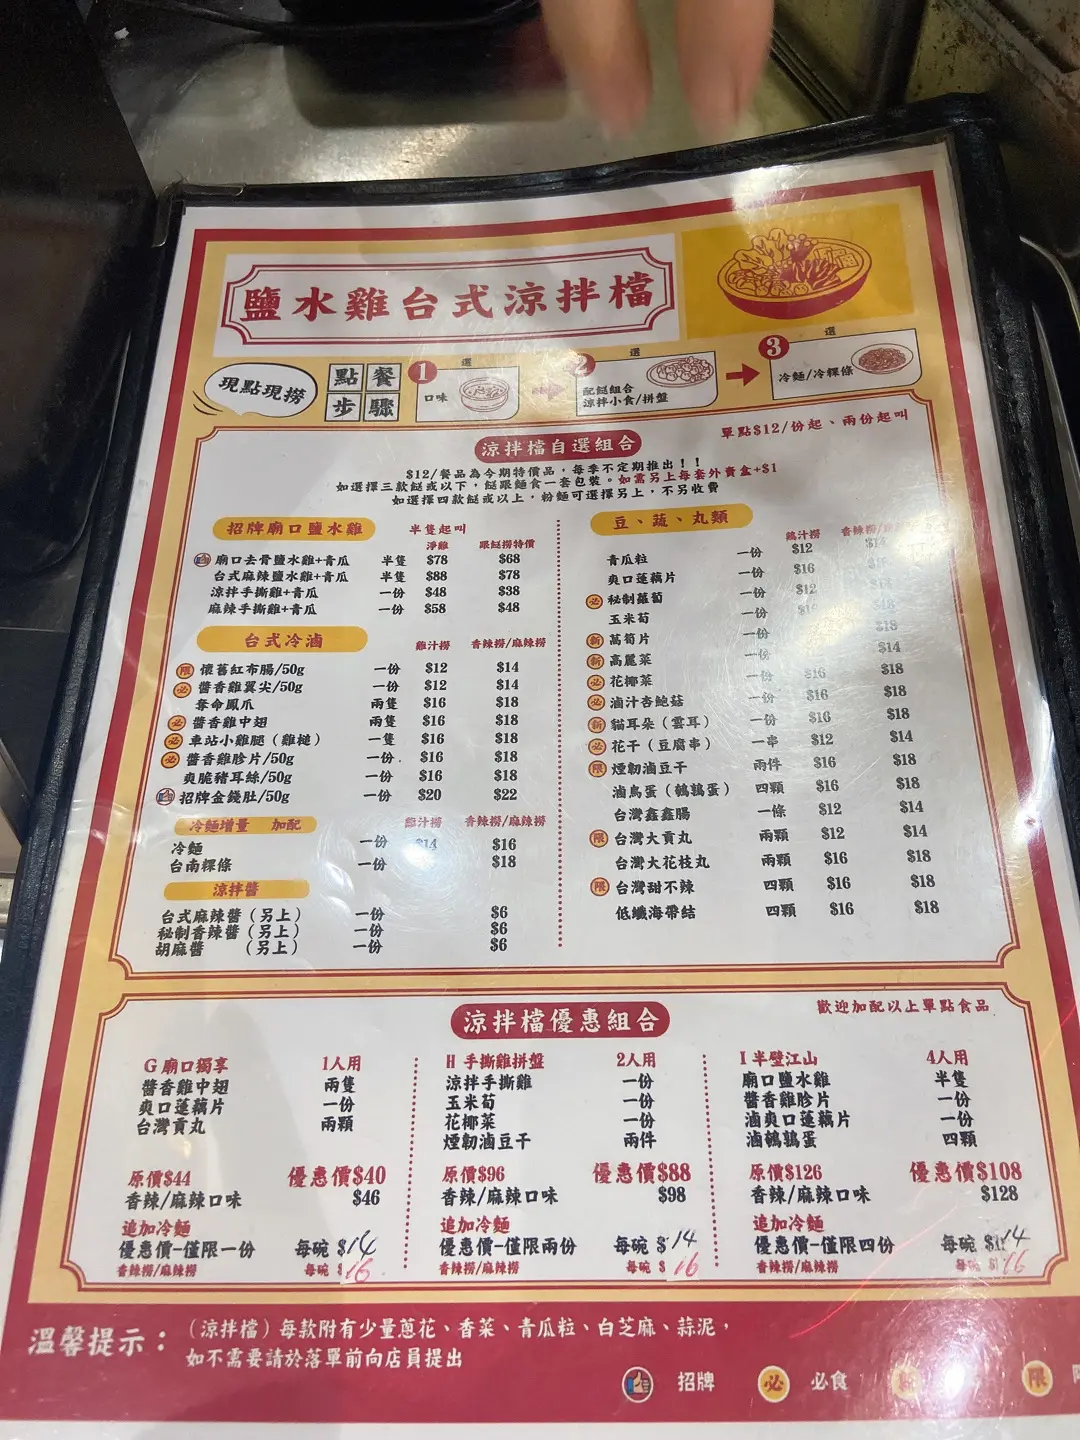 鹽水雞台式涼拌檔
現點現撈
點餐步驟
1 選 口味
2 選 配餸組合 涼拌小食/拼盤
3 選 冷麵/冷粿條
單點$12/份起、兩份起叫
涼拌檔自選組合
$12/餐品為今期特價品，每季不定期推出！！
如選擇三款餸或以下，餸跟麵食一套包裝。如需另上每套外賣盒+$1
如選擇四款餸或以上，粉麵可選擇另上，不另收費
招牌廟口鹽水雞 半隻起叫
淨雞 跟餸撈特價
廟口去骨鹽水雞+青瓜 半隻 $78 $68
台式麻辣鹽水雞+青瓜 半隻 $88 $78
涼拌手撕雞+青瓜 一份 $48 $38
麻辣手撕雞+青瓜 一份 $58 $48
台式冷滷 雞汁撈 香辣撈/麻辣撈
限 懷舊紅布腸/50g 一份 $12 $14
必 醬香雞翼尖/50g 一份 $12 $14
奪命鳳爪 兩隻 $16 $18
必 醬香雞中翅 兩隻 $16 $18
必 車站小雞腿（雞槌） 一隻 $16 $18
必 醬香雞胗片/50g 一份 $16 $18
爽脆豬耳絲/50g 一份 $16 $18
招牌金錢肚/50g 一份 $20 $22
冷麵增量 加配 雞汁撈 香辣撈/麻辣撈
冷麵 一份 $14 $16
台南粿條 一份 $18
涼拌醬
台式麻辣醬（另上） 一份 $6
秘制香辣醬（另上） 一份 $6
胡麻醬 （另上） 一份 $6
豆、蔬、丸類
雞汁撈 香辣撈/
青瓜粒 一份 $12
爽口蓮藕片 一份 $16
必 秘制蘿蔔 一份 $12
玉米荀 一份
新 萵筍片 一份 $18
新 高麗菜 一份 $14
必 花椰菜 一份 $16 $18
必 滷汁杏鮑菇 一份 $16 $18
新 貓耳朵（雲耳） 一份 $16 $18
必 花干（豆腐串） 一串 $12 $14
限 煙韌滷豆干 兩件 $16 $18
滷鳥蛋（鵪鶉蛋） 四顆 $16 $18
台灣鑫鑫腸 一條 $12 $14
限 台灣大貢丸 兩顆 $12 $14
台灣大花枝丸 兩顆 $16 $18
限 台灣甜不辣 四顆 $16 $18
低纖海帶結 四顆 $16 $18
涼拌檔優惠組合
歡迎加配以上單點食品
G 廟口獨享 1人用
醬香雞中翅 兩隻
爽口蓮藕片 一份
台灣貢丸 兩顆
原價$44 優惠價$40
香辣/麻辣口味 $46
追加冷麵
優惠價-僅限一份 每碗 $14
香辣撈/麻辣撈 每碗 $16
H 手撕雞拼盤 2人用
涼拌手撕雞 一份
玉米荀 一份
花椰菜 一份
煙韌滷豆干 兩件
原價$96 優惠價$88
香辣/麻辣口味 $98
追加冷麵
優惠價-僅限兩份 每碗 $14
香辣撈/麻辣撈 每碗 $16
I 半壁江山 4人用
廟口鹽水雞 半隻
醬香雞胗片 一份
滷爽口蓮藕片 一份
滷鵪鶉蛋 四顆
原價$126 優惠價$108
香辣/麻辣口味 $128
追加冷麵
優惠價-僅限四份 每碗 $14
香辣撈/麻辣撈 每碗 $16
溫馨提示：（涼拌檔）每款附有少量蔥花、香菜、青瓜粒、白芝麻、蒜泥，
如不需要請於落單前向店員提出
招牌 必 必食 限